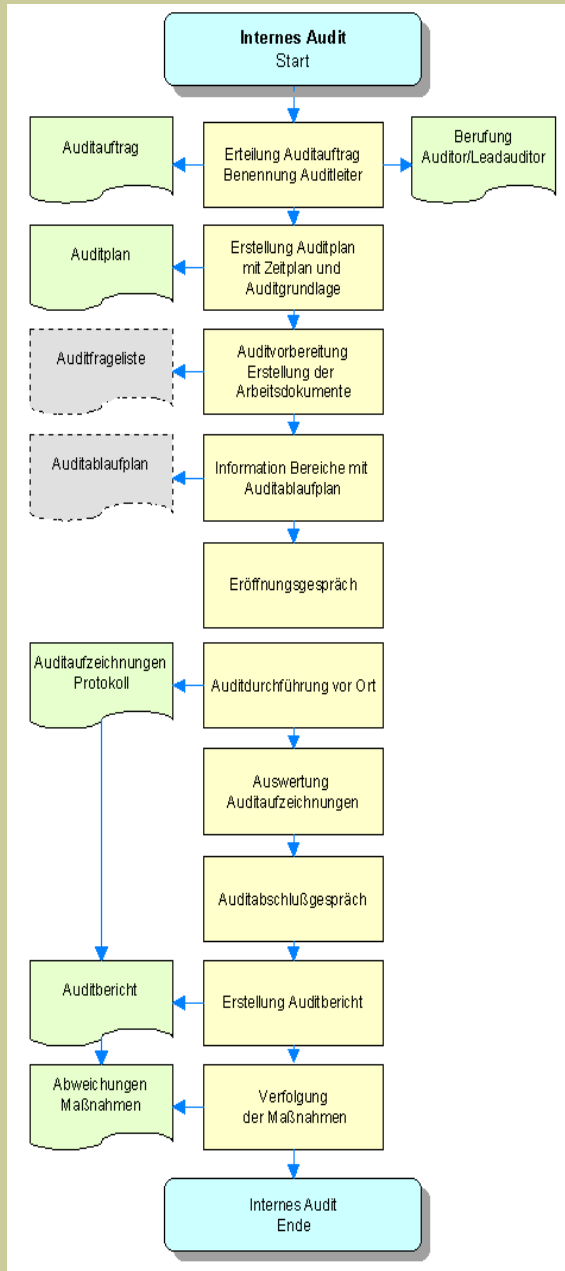 Internes Audit
Start
Auditauftrag
Erteilung Auditauftrag
Benennung Auditleiter
Berufung
Auditor/Leadauditor
Auditplan
Erstellung Auditplan
mit Zeitplan und
Auditgrundlage
Auditfrageliste
Auditvorbereitung
Erstellung der
Arbeitsdokumente
Auditablaufplan
Information Bereiche mit
Auditablaufplan
Eröffnungsgespräch
Auditaufzeichnungen
Protokoll
Auditdurchführung vor Ort
Auswertung
Auditaufzeichnungen
Auditabschlußgespräch
Auditbericht
Erstellung Auditbericht
Abweichungen
Maßnahmen
Verfolgung
der Maßnahmen
Internes Audit
Ende